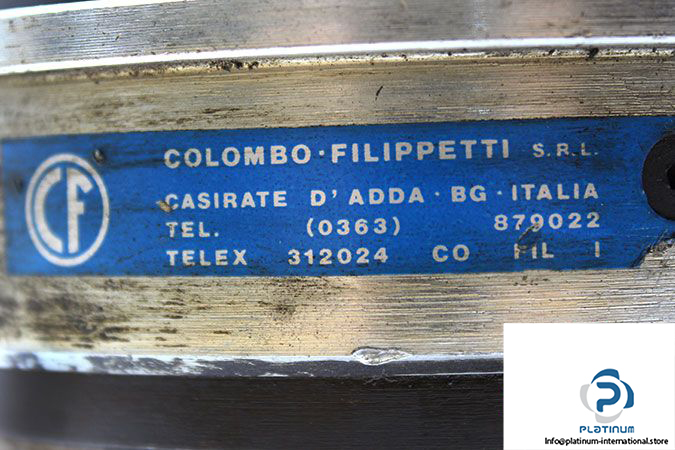 CF
COLOMBO · FILIPPETTI S.R.L.
CASIRATE D'ADDA · BG · ITALIA
TEL. (0363) 879022
TELEX 312024 CO FIL I
PLATINUM
Info@platinum-international.store